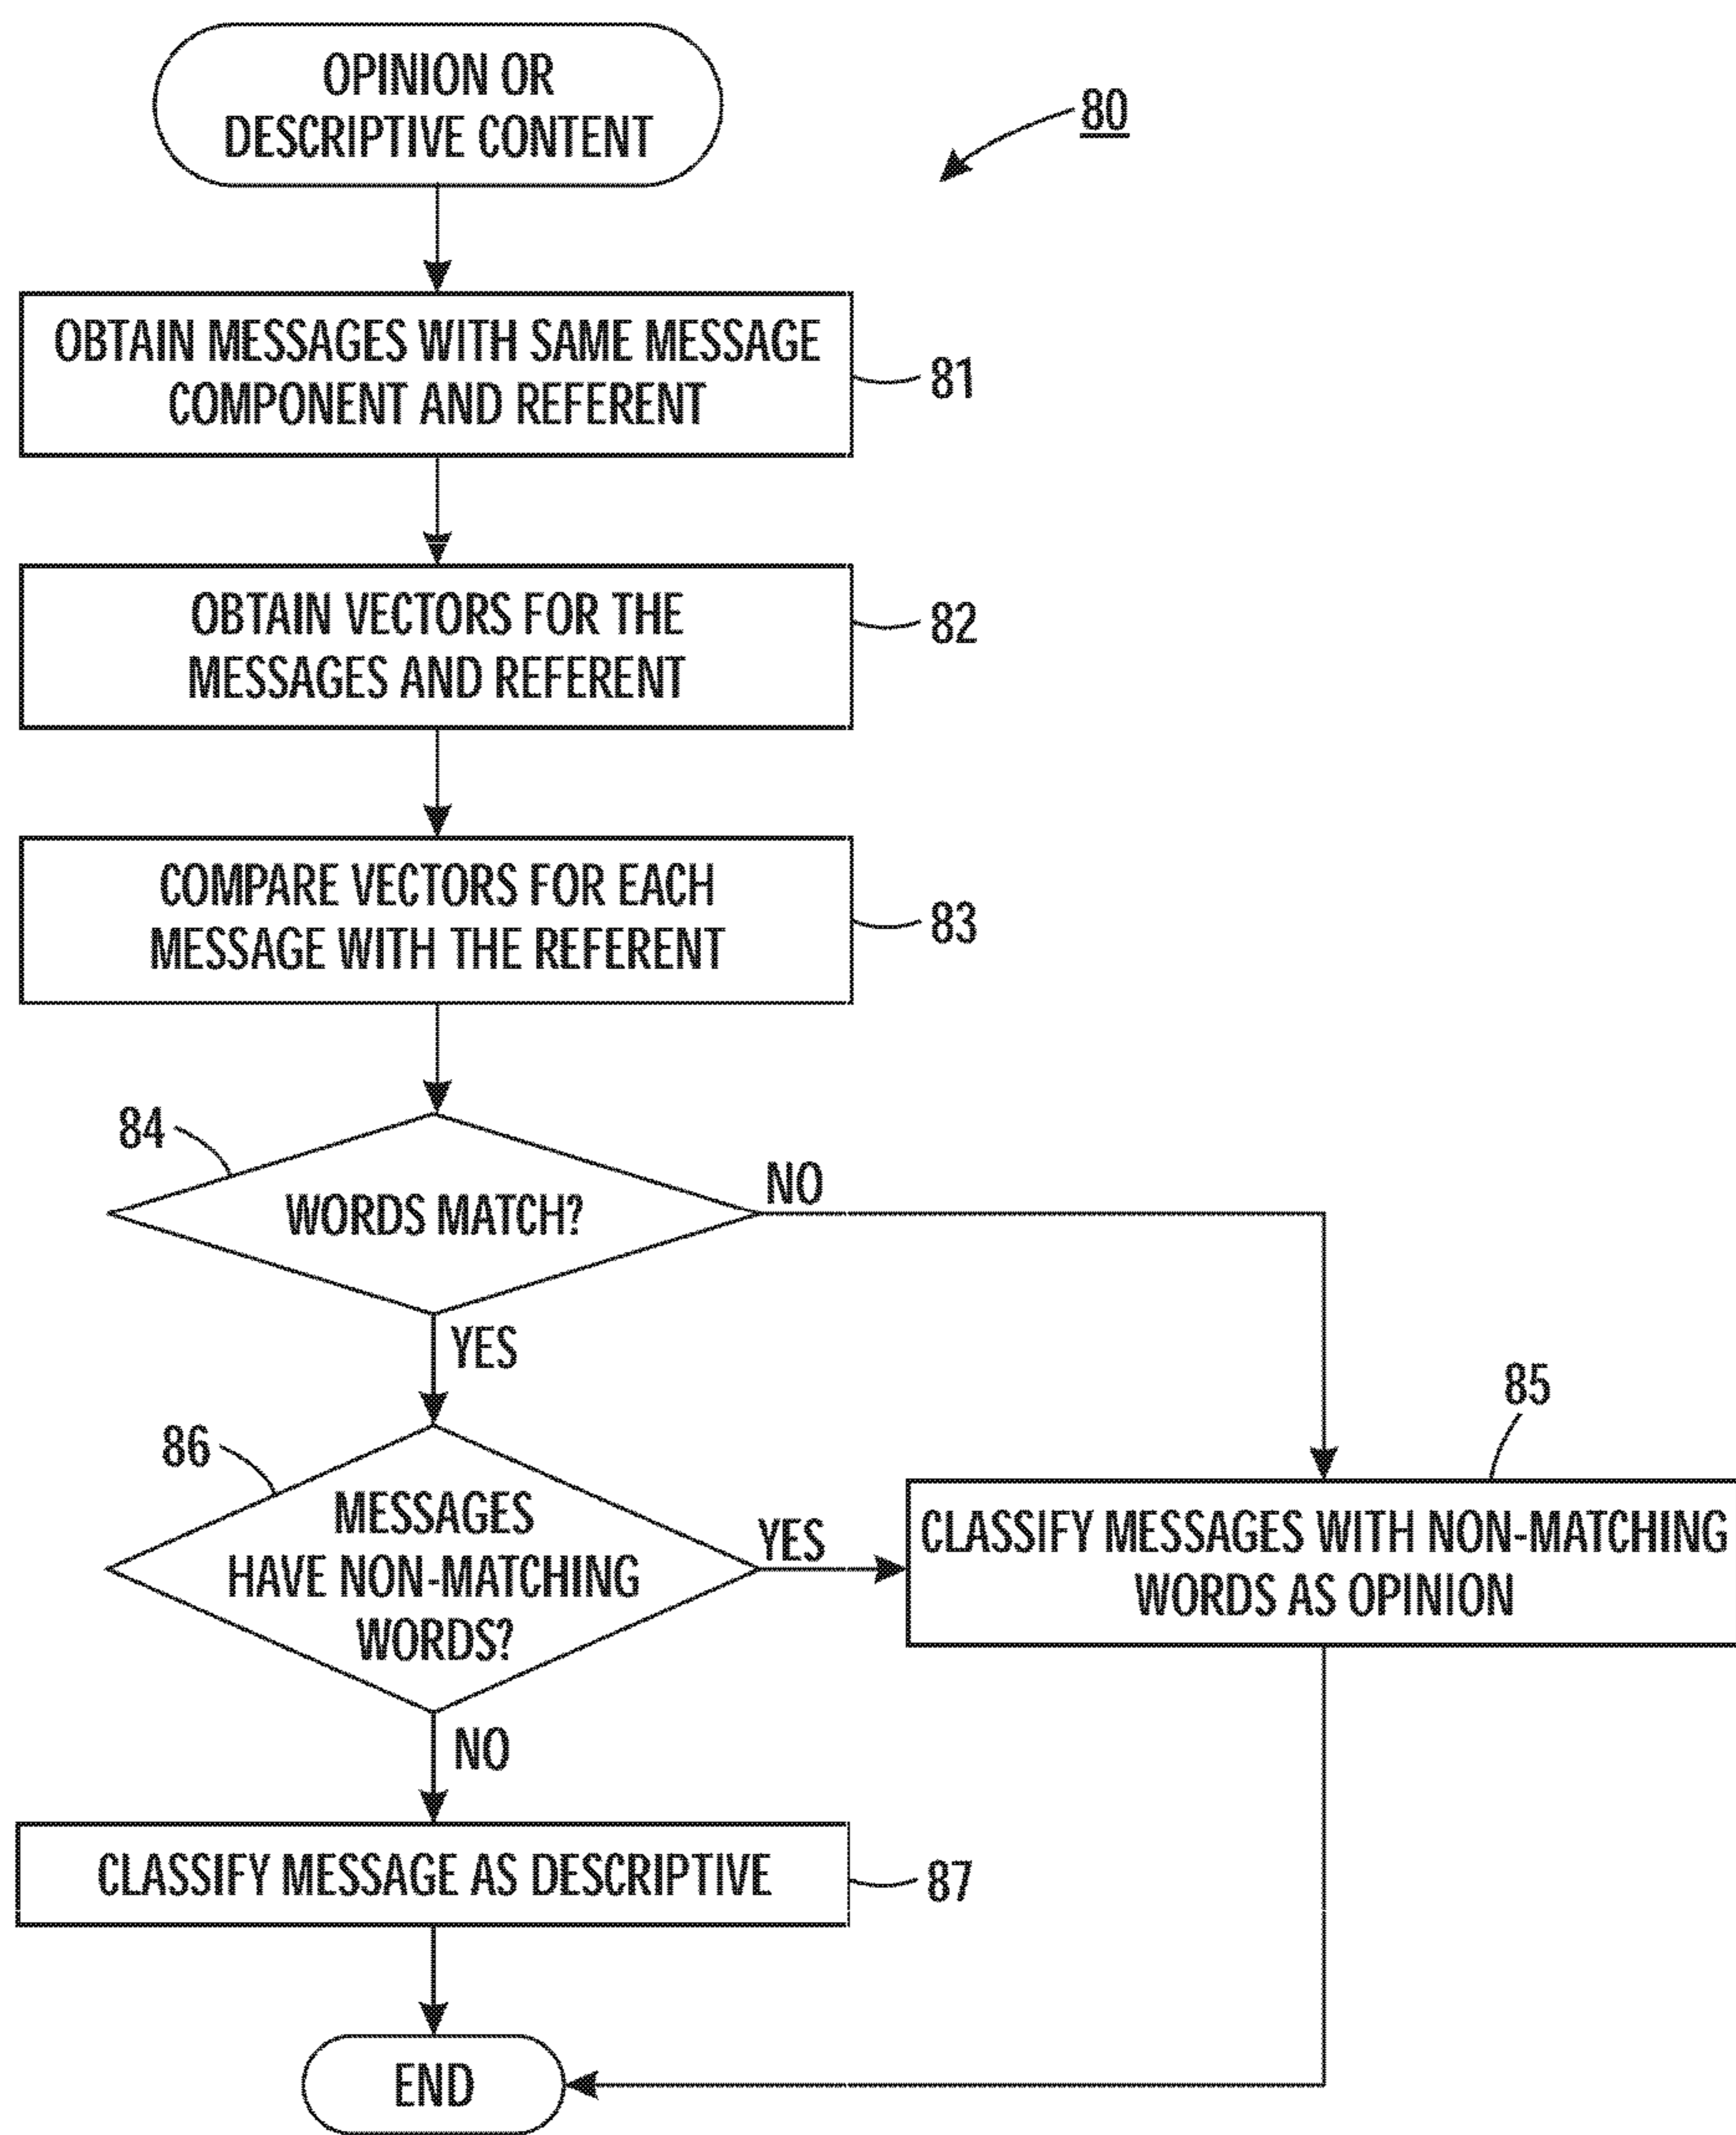 OPINION OR
DESCRIPTIVE CONTENT
80
OBTAIN MESSAGES WITH SAME MESSAGE
COMPONENT AND REFERENT
81
OBTAIN VECTORS FOR THE
MESSAGES AND REFERENT
82
COMPARE VECTORS FOR EACH
MESSAGE WITH THE REFERENT
83
84
WORDS MATCH?
NO
YES
86
MESSAGES
HAVE NON-MATCHING
WORDS?
YES
85
CLASSIFY MESSAGES WITH NON-MATCHING
WORDS AS OPINION
NO
CLASSIFY MESSAGE AS DESCRIPTIVE
87
END